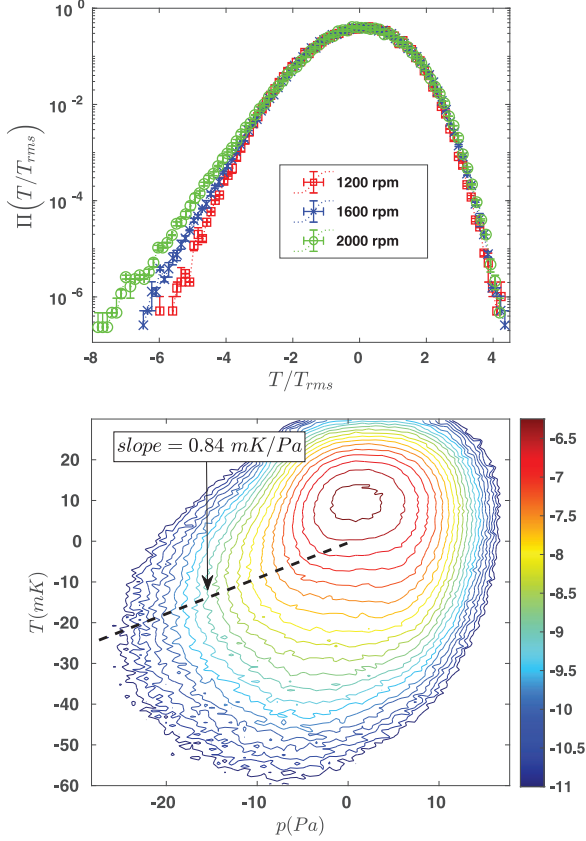 Π(T/T_rms)
10^-2
10^-4
10^-6
1200 rpm
1600 rpm
2000 rpm
-8 -6 -4 -2 0 2 4
T/T_rms
slope = 0.84 mK/Pa
T(mK)
20
10
0
-10
-20
-30
-40
-50
-60
-20 -10 0 10
p(Pa)
-6.5
-7
-7.5
-8
-8.5
-9
-9.5
-10
-10.5
-11